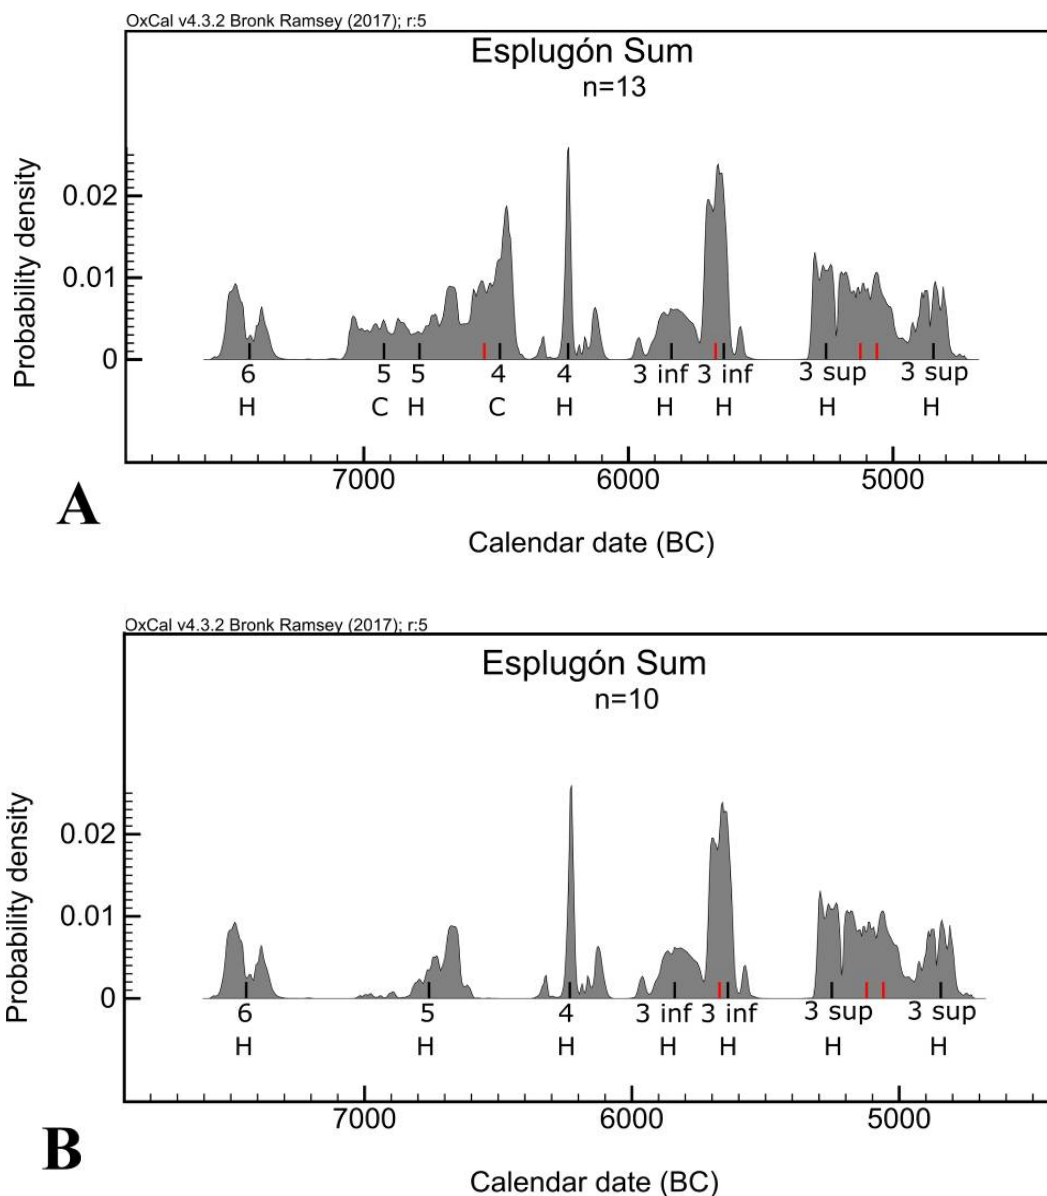 OxCal v4.3.2 Bronk Ramsey (2017); r:5
Esplugón Sum
n=13
Probability density
0.02
0.01
0
6 5 5 4 4 3 inf 3 inf 3 sup 3 sup
H C H C H H H H H
7000 6000 5000
A
Calendar date (BC)
OxCal v4.3.2 Bronk Ramsey (2017); r:5
Esplugón Sum
n=10
Probability density
0.02
0.01
0
6 5 4 3 inf 3 inf 3 sup 3 sup
H H H H H H H
7000 6000 5000
B
Calendar date (BC)